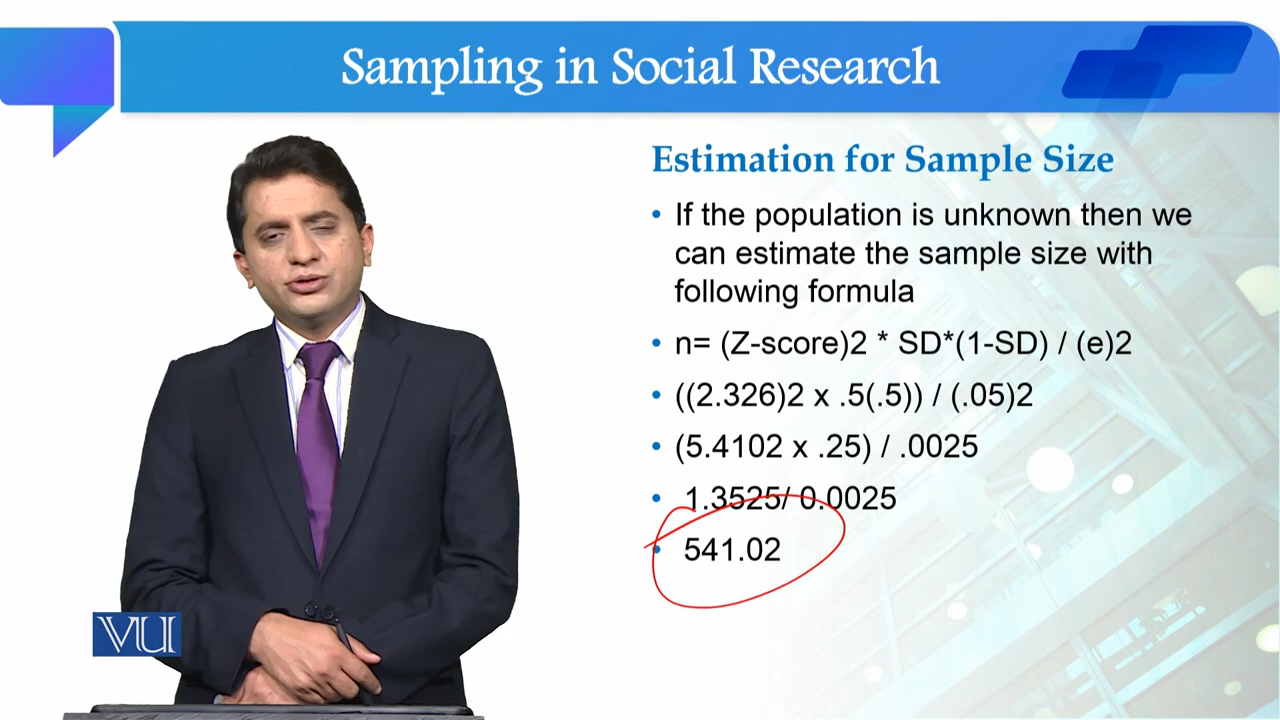 Sampling in Social Research
Estimation for Sample Size
• If the population is unknown then we
can estimate the sample size with
following formula
• n= (Z-score)2 * SD*(1-SD) / (e)2
• ((2.326)2 x .5(.5)) / (.05)2
• (5.4102 x .25) / .0025
• 1.3525/ 0.0025
• 541.02
VU